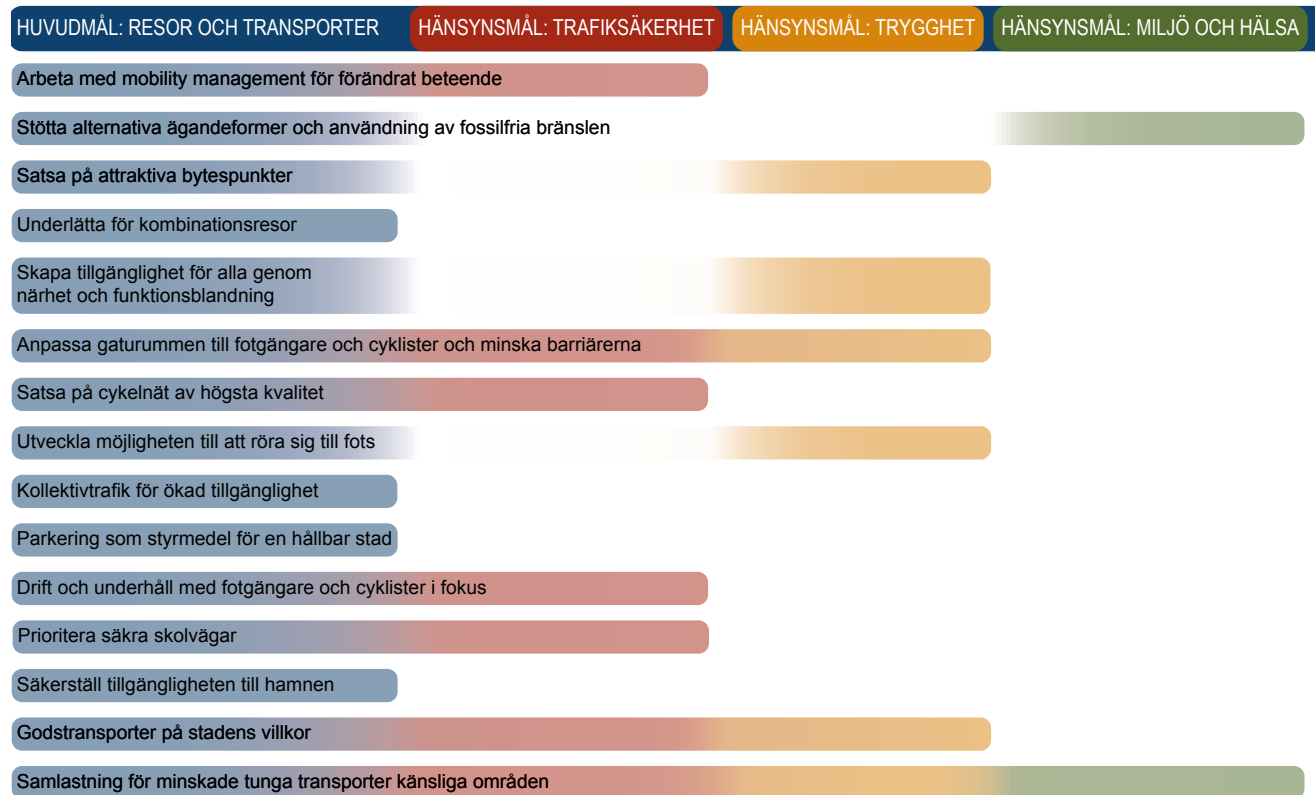 HUVUDMÅL: RESOR OCH TRANSPORTER HÄNSYNSMÅL: TRAFIKSÄKERHET HÄNSYNSMÅL: TRYGGHET HÄNSYNSMÅL: MILJÖ OCH HÄLSA
Arbeta med mobility management för förändrat beteende
Stötta alternativa ägandeformer och användning av fossilfria bränslen
Satsa på attraktiva bytespunkter
Underlätta för kombinationsresor
Skapa tillgänglighet för alla genom
närhet och funktionsblandning
Anpassa gaturummen till fotgängare och cyklister och minska barriärerna
Satsa på cykelnät av högsta kvalitet
Utveckla möjligheten till att röra sig till fots
Kollektivtrafik för ökad tillgänglighet
Parkering som styrmedel för en hållbar stad
Drift och underhåll med fotgängare och cyklister i fokus
Prioritera säkra skolvägar
Säkerställ tillgängligheten till hamnen
Godstransporter på stadens villkor
Samlastning för minskade tunga transporter känsliga områden